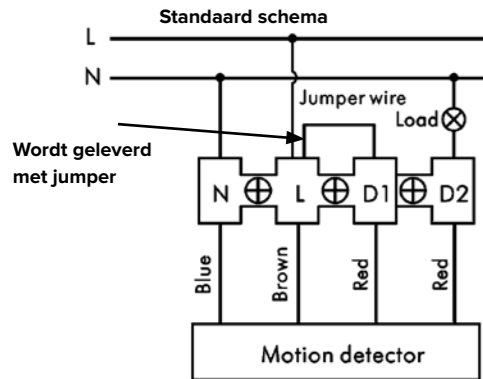 Standaard schema
L
N
Jumper wire
Load
Wordt geleverd
met jumper
N L D1 D2
Blue Brown Red Red
Motion detector